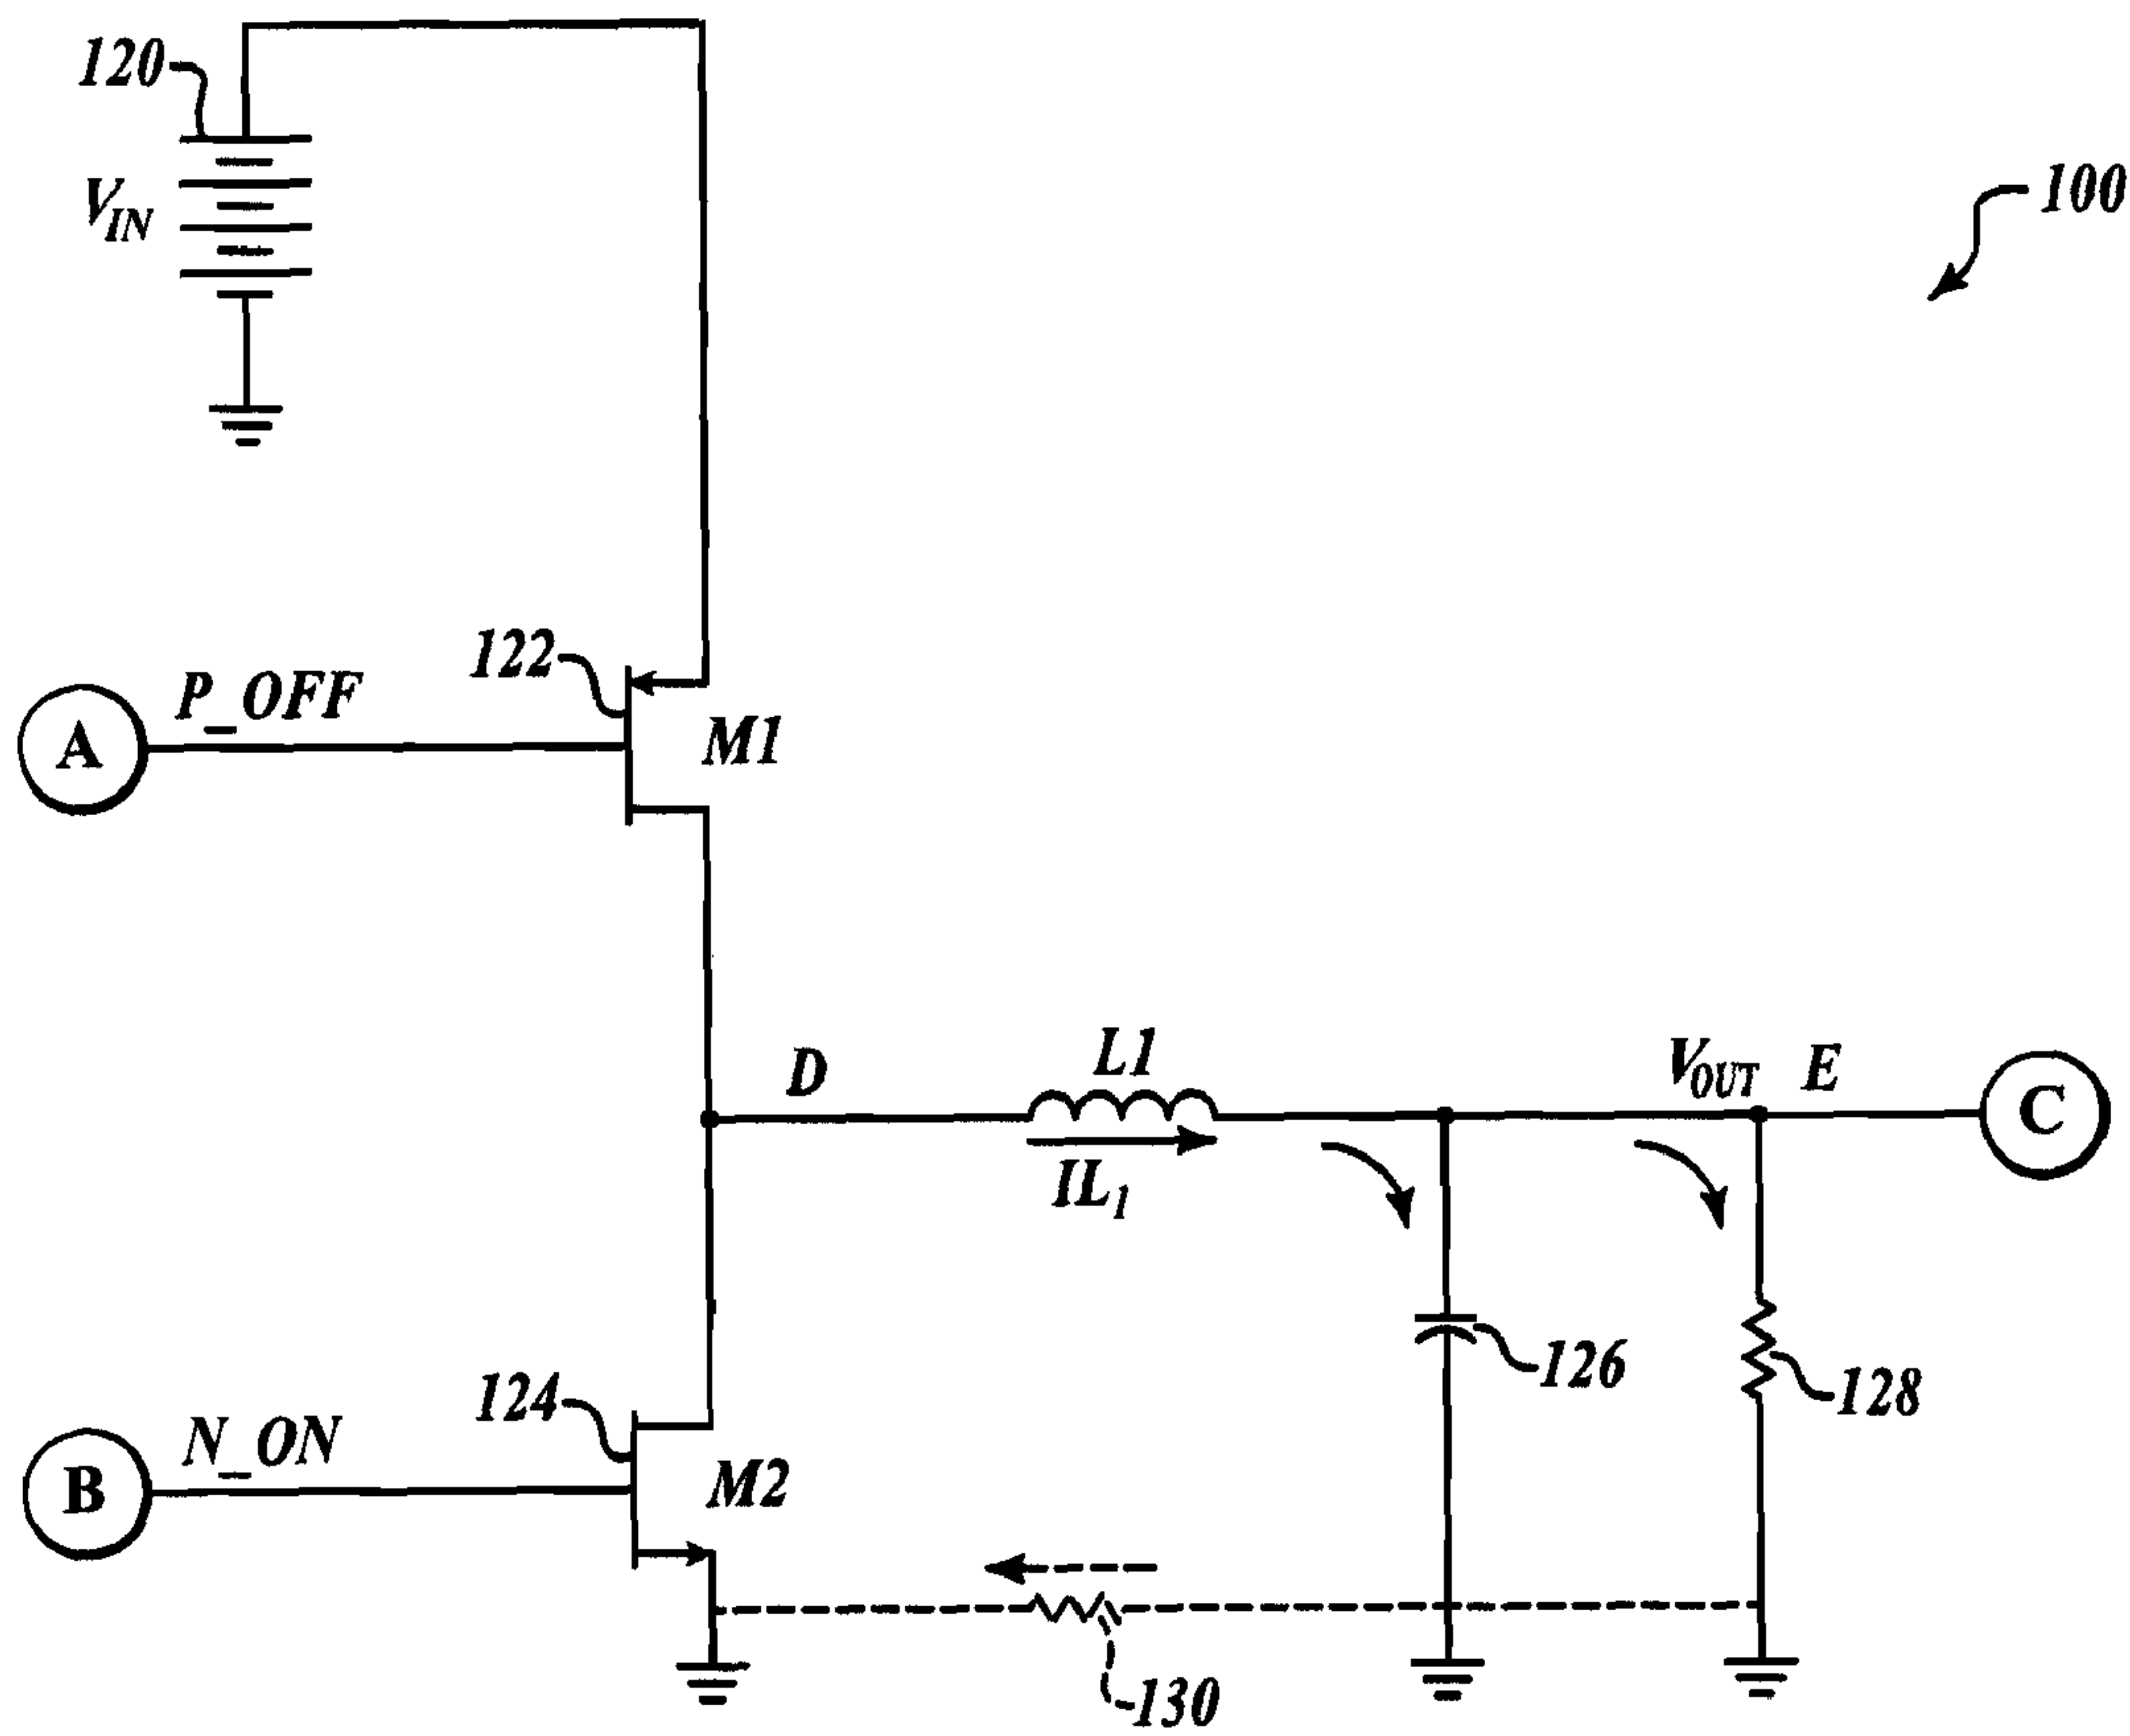 120
V_IN
100
122
P_OFF
A
M1
D
L1
V_OUT E
C
IL_1
124
126
128
N_ON
B
M2
130